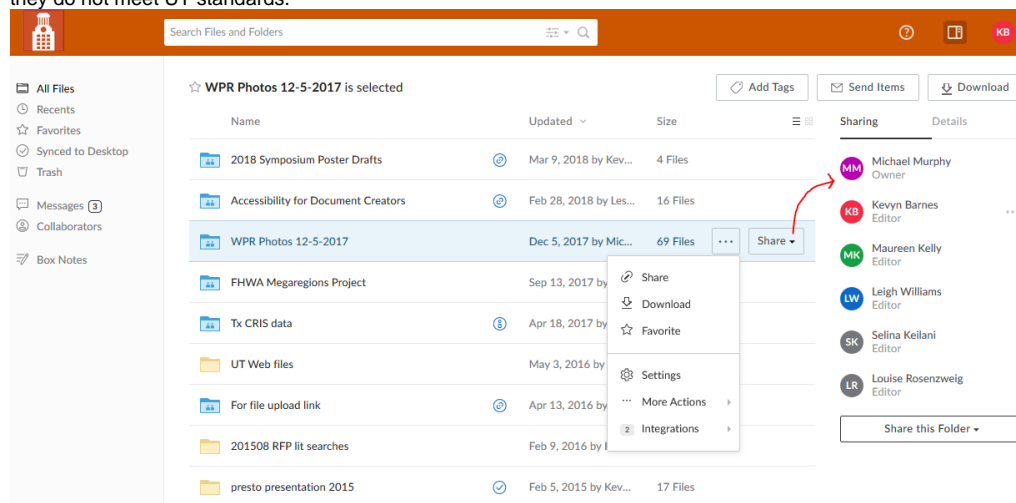 they do not meet UT standards.
Search Files and Folders
KB
All Files
Recents
Favorites
Synced to Desktop
Trash
Messages 3
Collaborators
Box Notes
WPR Photos 12-5-2017 is selected
Add Tags
Send Items
Download
Name Updated Size
Sharing Details
2018 Symposium Poster Drafts Mar 9, 2018 by Kev... 4 Files
Accessibility for Document Creators Feb 28, 2018 by Les... 16 Files
WPR Photos 12-5-2017 Dec 5, 2017 by Mic... 69 Files ... Share
FHWA Megaregions Project Sep 13, 2017 by
Tx CRIS data Apr 18, 2017 by
UT Web files May 3, 2016 by
For file upload link Apr 13, 2016 by
201508 RFP lit searches Feb 9, 2016 by
presto presentation 2015 Feb 5, 2015 by Kev... 17 Files
Share
Download
Favorite
Settings
More Actions
2 Integrations
MM Michael Murphy
Owner
KB Kevyn Barnes
Editor
MK Maureen Kelly
Editor
LW Leigh Williams
Editor
SK Selina Keilani
Editor
LR Louise Rosenzweig
Editor
Share this Folder